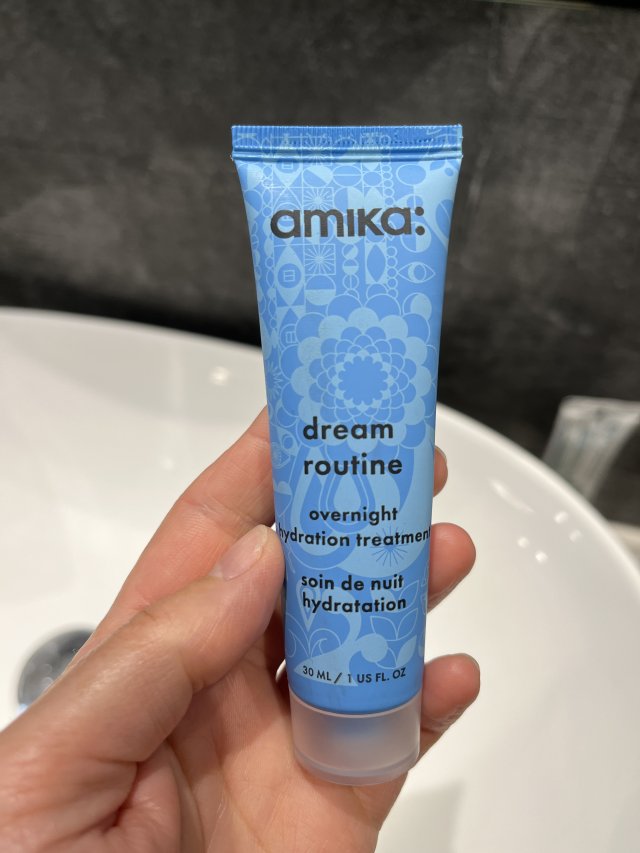 amika:
dream
routine
overnight
hydration treatment
soin de nuit
hydratation
30 ML / 1 US FL. OZ